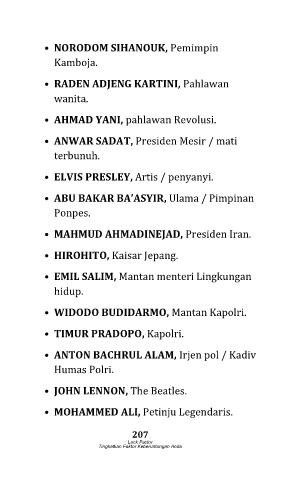 • NORODOM SIHANOUK, Pemimpin
Kamboja.
• RADEN ADJENG KARTINI, Pahlawan
wanita.
• AHMAD YANI, pahlawan Revolusi.
• ANWAR SADAT, Presiden Mesir / mati
terbunuh.
• ELVIS PRESLEY, Artis / penyanyi.
• ABU BAKAR BA’ASYIR, Ulama / Pimpinan
Ponpes.
• MAHMUD AHMADINEJAD, Presiden Iran.
• HIROHITO, Kaisar Jepang.
• EMIL SALIM, Mantan menteri Lingkungan
hidup.
• WIDODO BUDIDARMO, Mantan Kapolri.
• TIMUR PRADOPO, Kapolri.
• ANTON BACHRUL ALAM, Irjen pol / Kadiv
Humas Polri.
• JOHN LENNON, The Beatles.
• MOHAMMED ALI, Petinju Legendaris.
207
Luck Factor
Tingkatkan Faktor Keberuntungan Anda